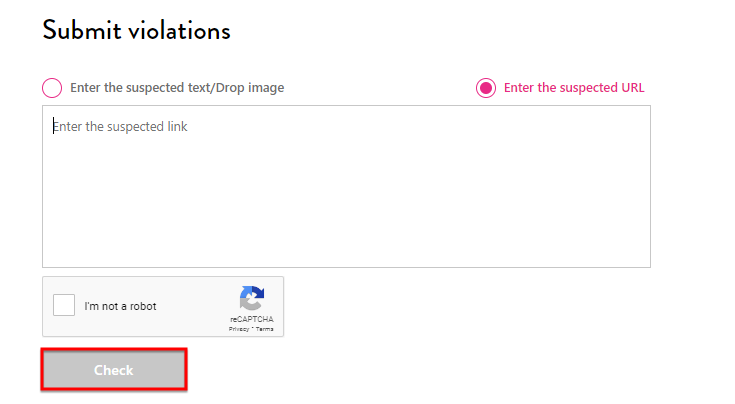 Submit violations
Enter the suspected text/Drop image
Enter the suspected URL
Enter the suspected link
I'm not a robot
reCAPTCHA
Privacy - Terms
Check